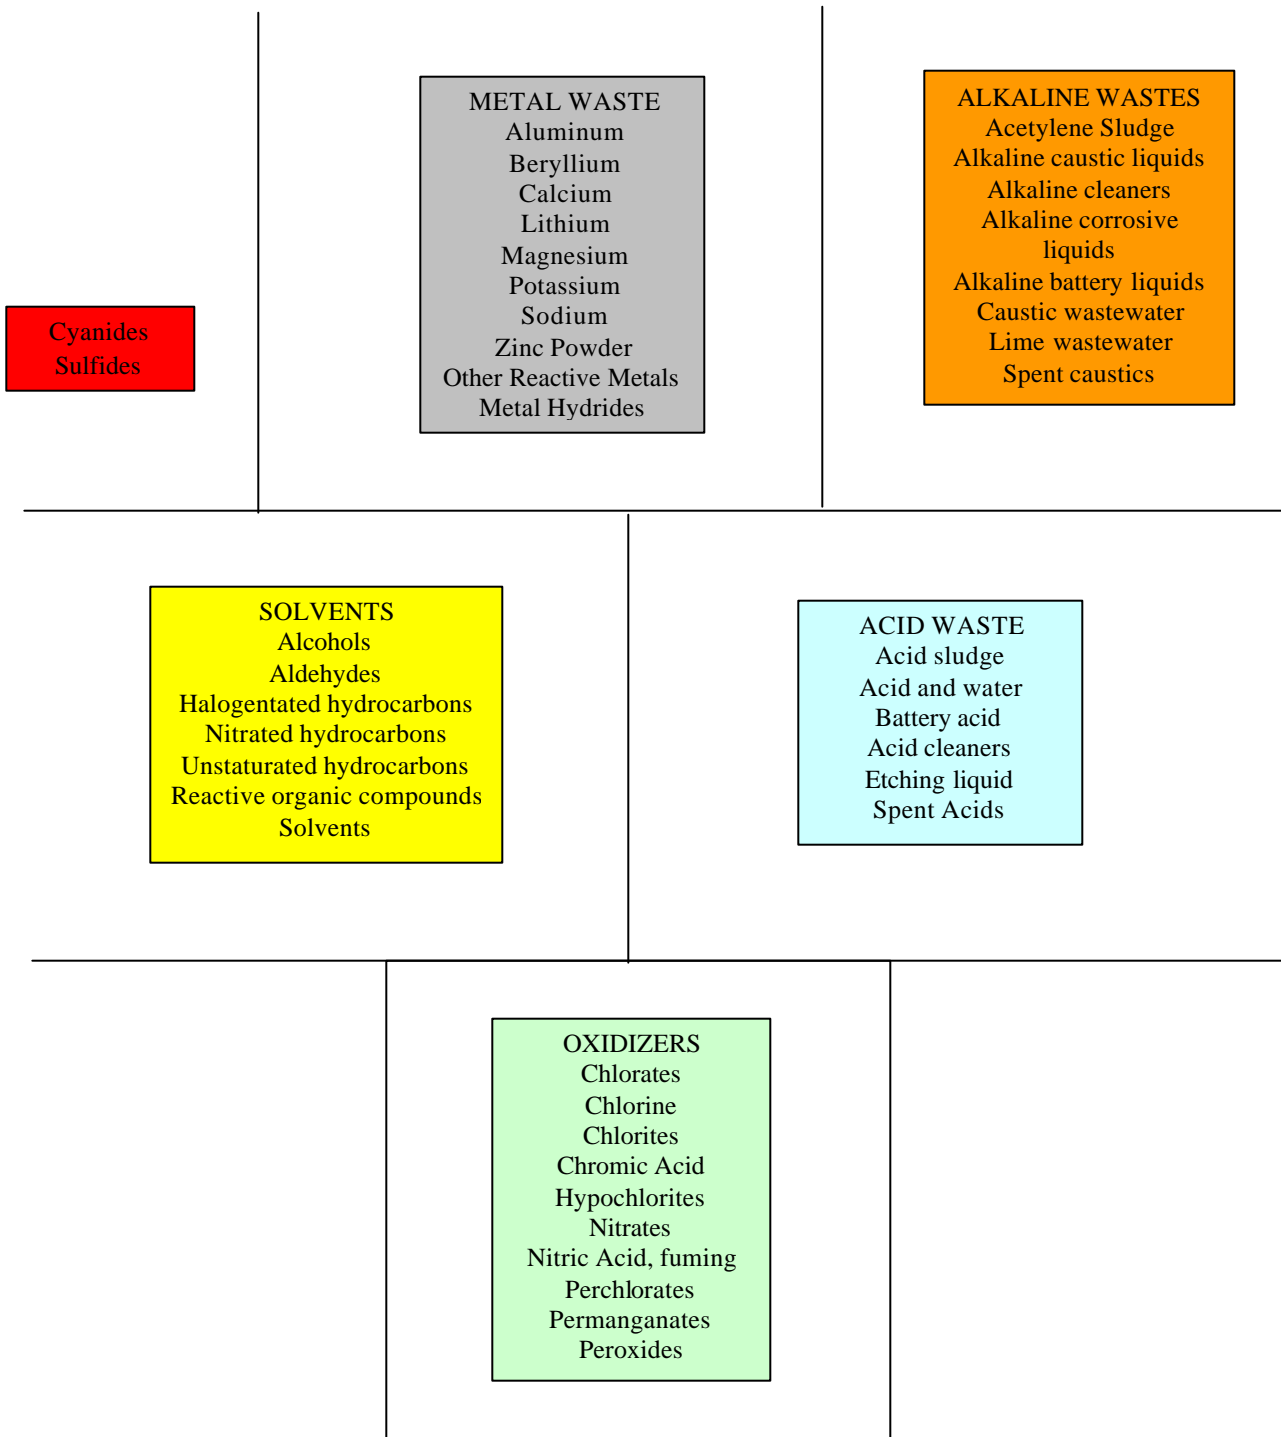 Cyanides
Sulfides
METAL WASTE
Aluminum
Beryllium
Calcium
Lithium
Magnesium
Potassium
Sodium
Zinc Powder
Other Reactive Metals
Metal Hydrides
ALKALINE WASTES
Acetylene Sludge
Alkaline caustic liquids
Alkaline cleaners
Alkaline corrosive
liquids
Alkaline battery liquids
Caustic wastewater
Lime wastewater
Spent caustics
SOLVENTS
Alcohols
Aldehydes
Halogentated hydrocarbons
Nitrated hydrocarbons
Unstaturated hydrocarbons
Reactive organic compounds
Solvents
ACID WASTE
Acid sludge
Acid and water
Battery acid
Acid cleaners
Etching liquid
Spent Acids
OXIDIZERS
Chlorates
Chlorine
Chlorites
Chromic Acid
Hypochlorites
Nitrates
Nitric Acid, fuming
Perchlorates
Permanganates
Peroxides